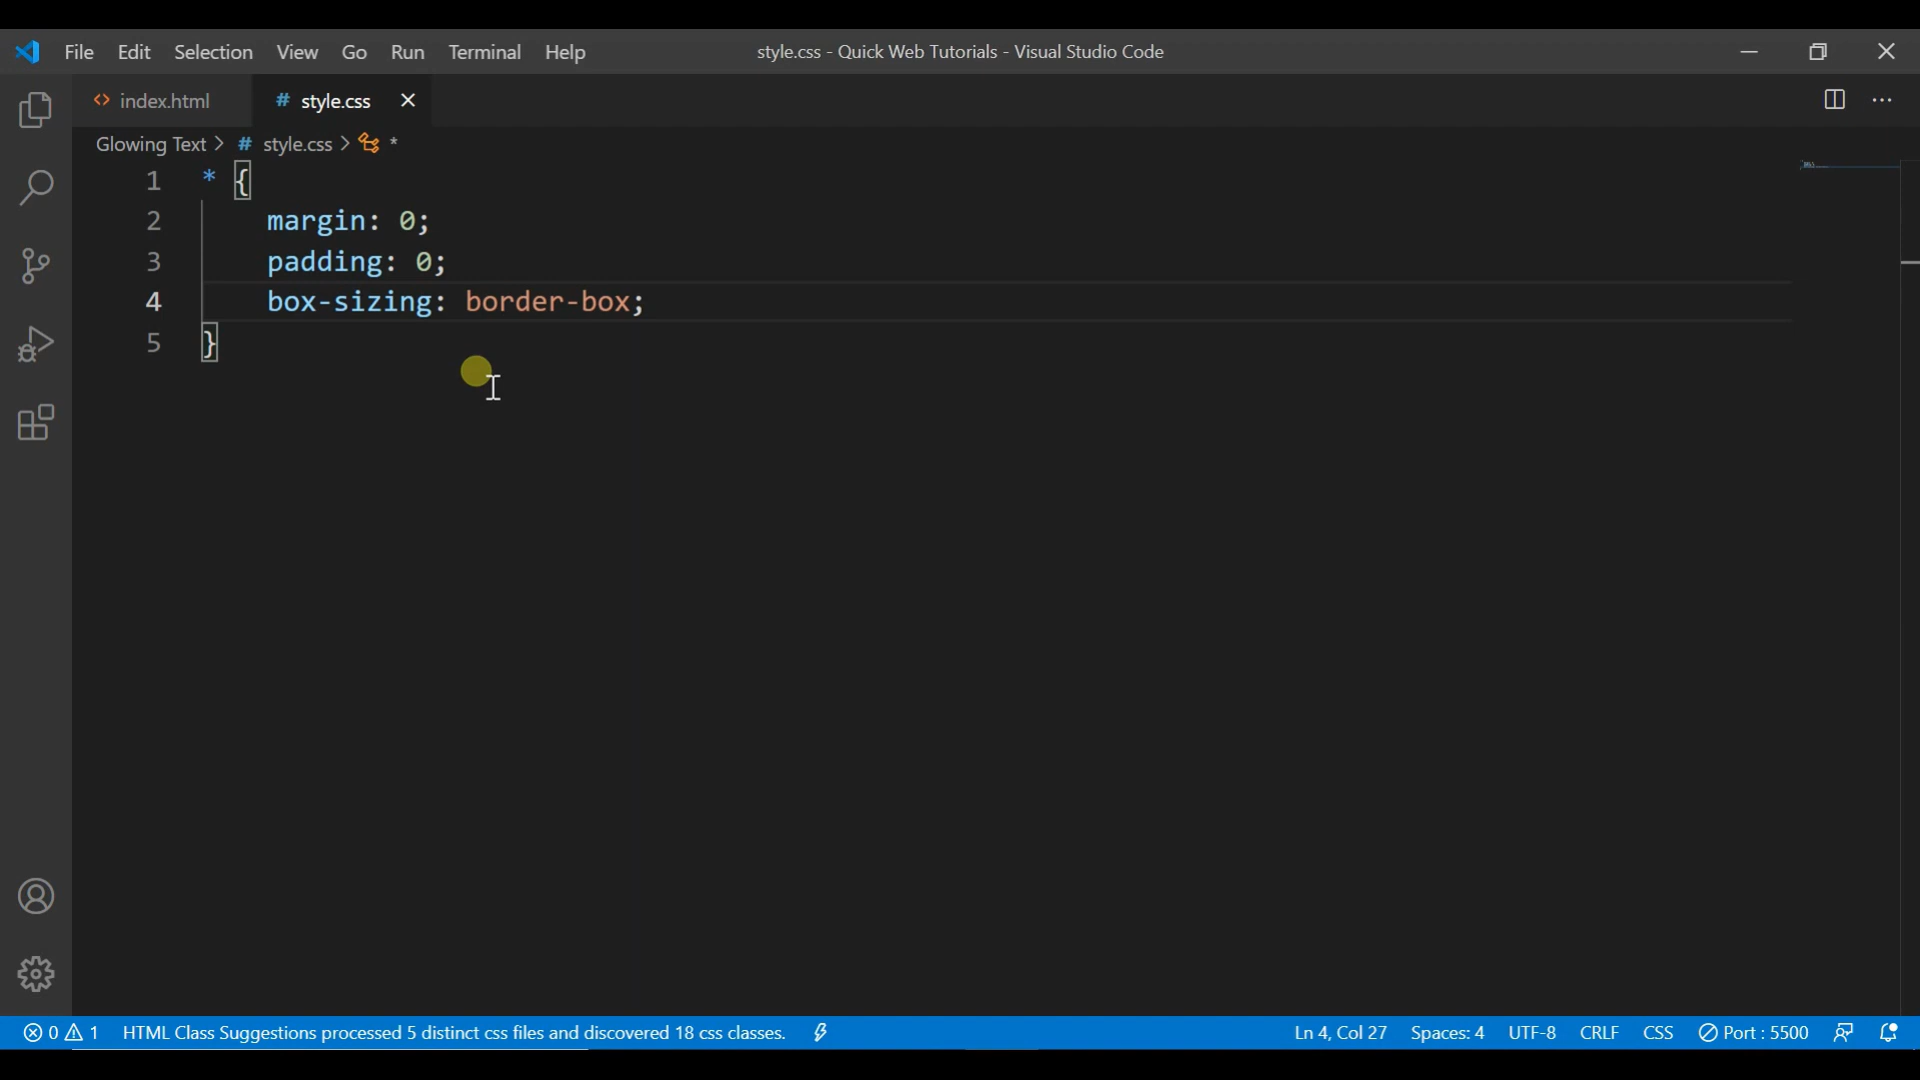 File Edit Selection View Go Run Terminal Help style.css - Quick Web Tutorials - Visual Studio Code
<> index.html # style.css
Glowing Text > # style.css > *
1 * {
2 margin: 0;
3 padding: 0;
4 box-sizing: border-box;
5 }
0 1 HTML Class Suggestions processed 5 distinct css files and discovered 18 css classes. Ln 4, Col 27 Spaces: 4 UTF-8 CRLF CSS Port : 5500